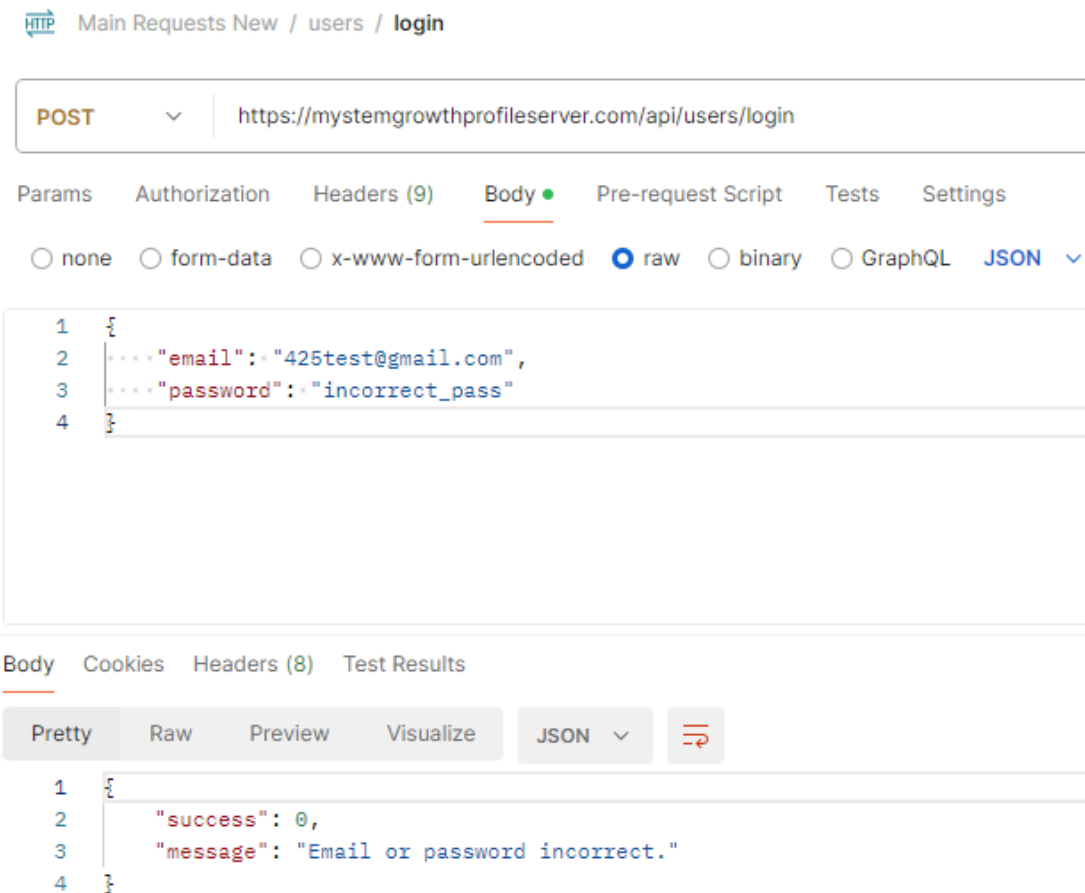 HTTP Main Requests New / users / login
POST https://mystemgrowthprofileserver.com/api/users/login
Params Authorization Headers (9) Body Pre-request Script Tests Settings
none form-data x-www-form-urlencoded raw binary GraphQL JSON
1 {
2 "email": "425test@gmail.com",
3 "password": "incorrect_pass"
4 }
Body Cookies Headers (8) Test Results
Pretty Raw Preview Visualize JSON
1 {
2 "success": 0,
3 "message": "Email or password incorrect."
4 }